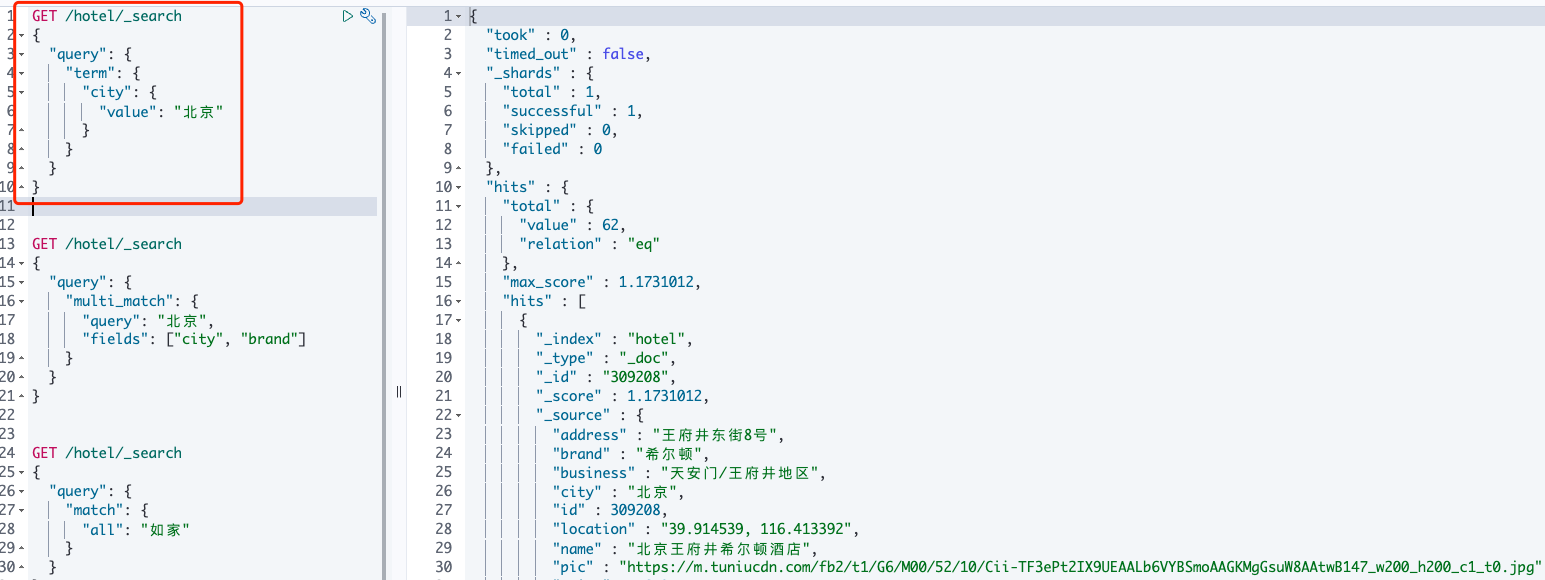 GET /hotel/_search
{
"query": {
"term": {
"city": {
"value": "北京"
}
}
}
}
GET /hotel/_search
{
"query": {
"multi_match": {
"query": "北京",
"fields": ["city", "brand"]
}
}
}
GET /hotel/_search
{
"query": {
"match": {
"all": "如家"
}
}
1
2
3
4
5
6
7
8
9
10
11
12
13
14
15
16
17
18
19
20
21
22
23
24
25
26
27
28
29
30
1 {
2 "took" : 0,
3 "timed_out" : false,
4 "_shards" : {
5 "total" : 1,
6 "successful" : 1,
7 "skipped" : 0,
8 "failed" : 0
9 },
10 "hits" : {
11 "total" : {
12 "value" : 62,
13 "relation" : "eq"
14 },
15 "max_score" : 1.1731012,
16 "hits" : [
17 {
18 "_index" : "hotel",
19 "_type" : "_doc",
20 "_id" : "309208",
21 "_score" : 1.1731012,
22 "_source" : {
23 "address" : "王府井东街8号",
24 "brand" : "希尔顿",
25 "business" : "天安门/王府井地区",
26 "city" : "北京",
27 "id" : 309208,
28 "location" : "39.914539, 116.413392",
29 "name" : "北京王府井希尔顿酒店",
30 "pic" : "https://m.tuniucdn.com/fb2/t1/G6/M00/52/10/Cii-TF3ePt2IX9UEAALb6VYBSmoAAGKMgGsuW8AAtwB147_w200_h200_c1_t0.jpg"